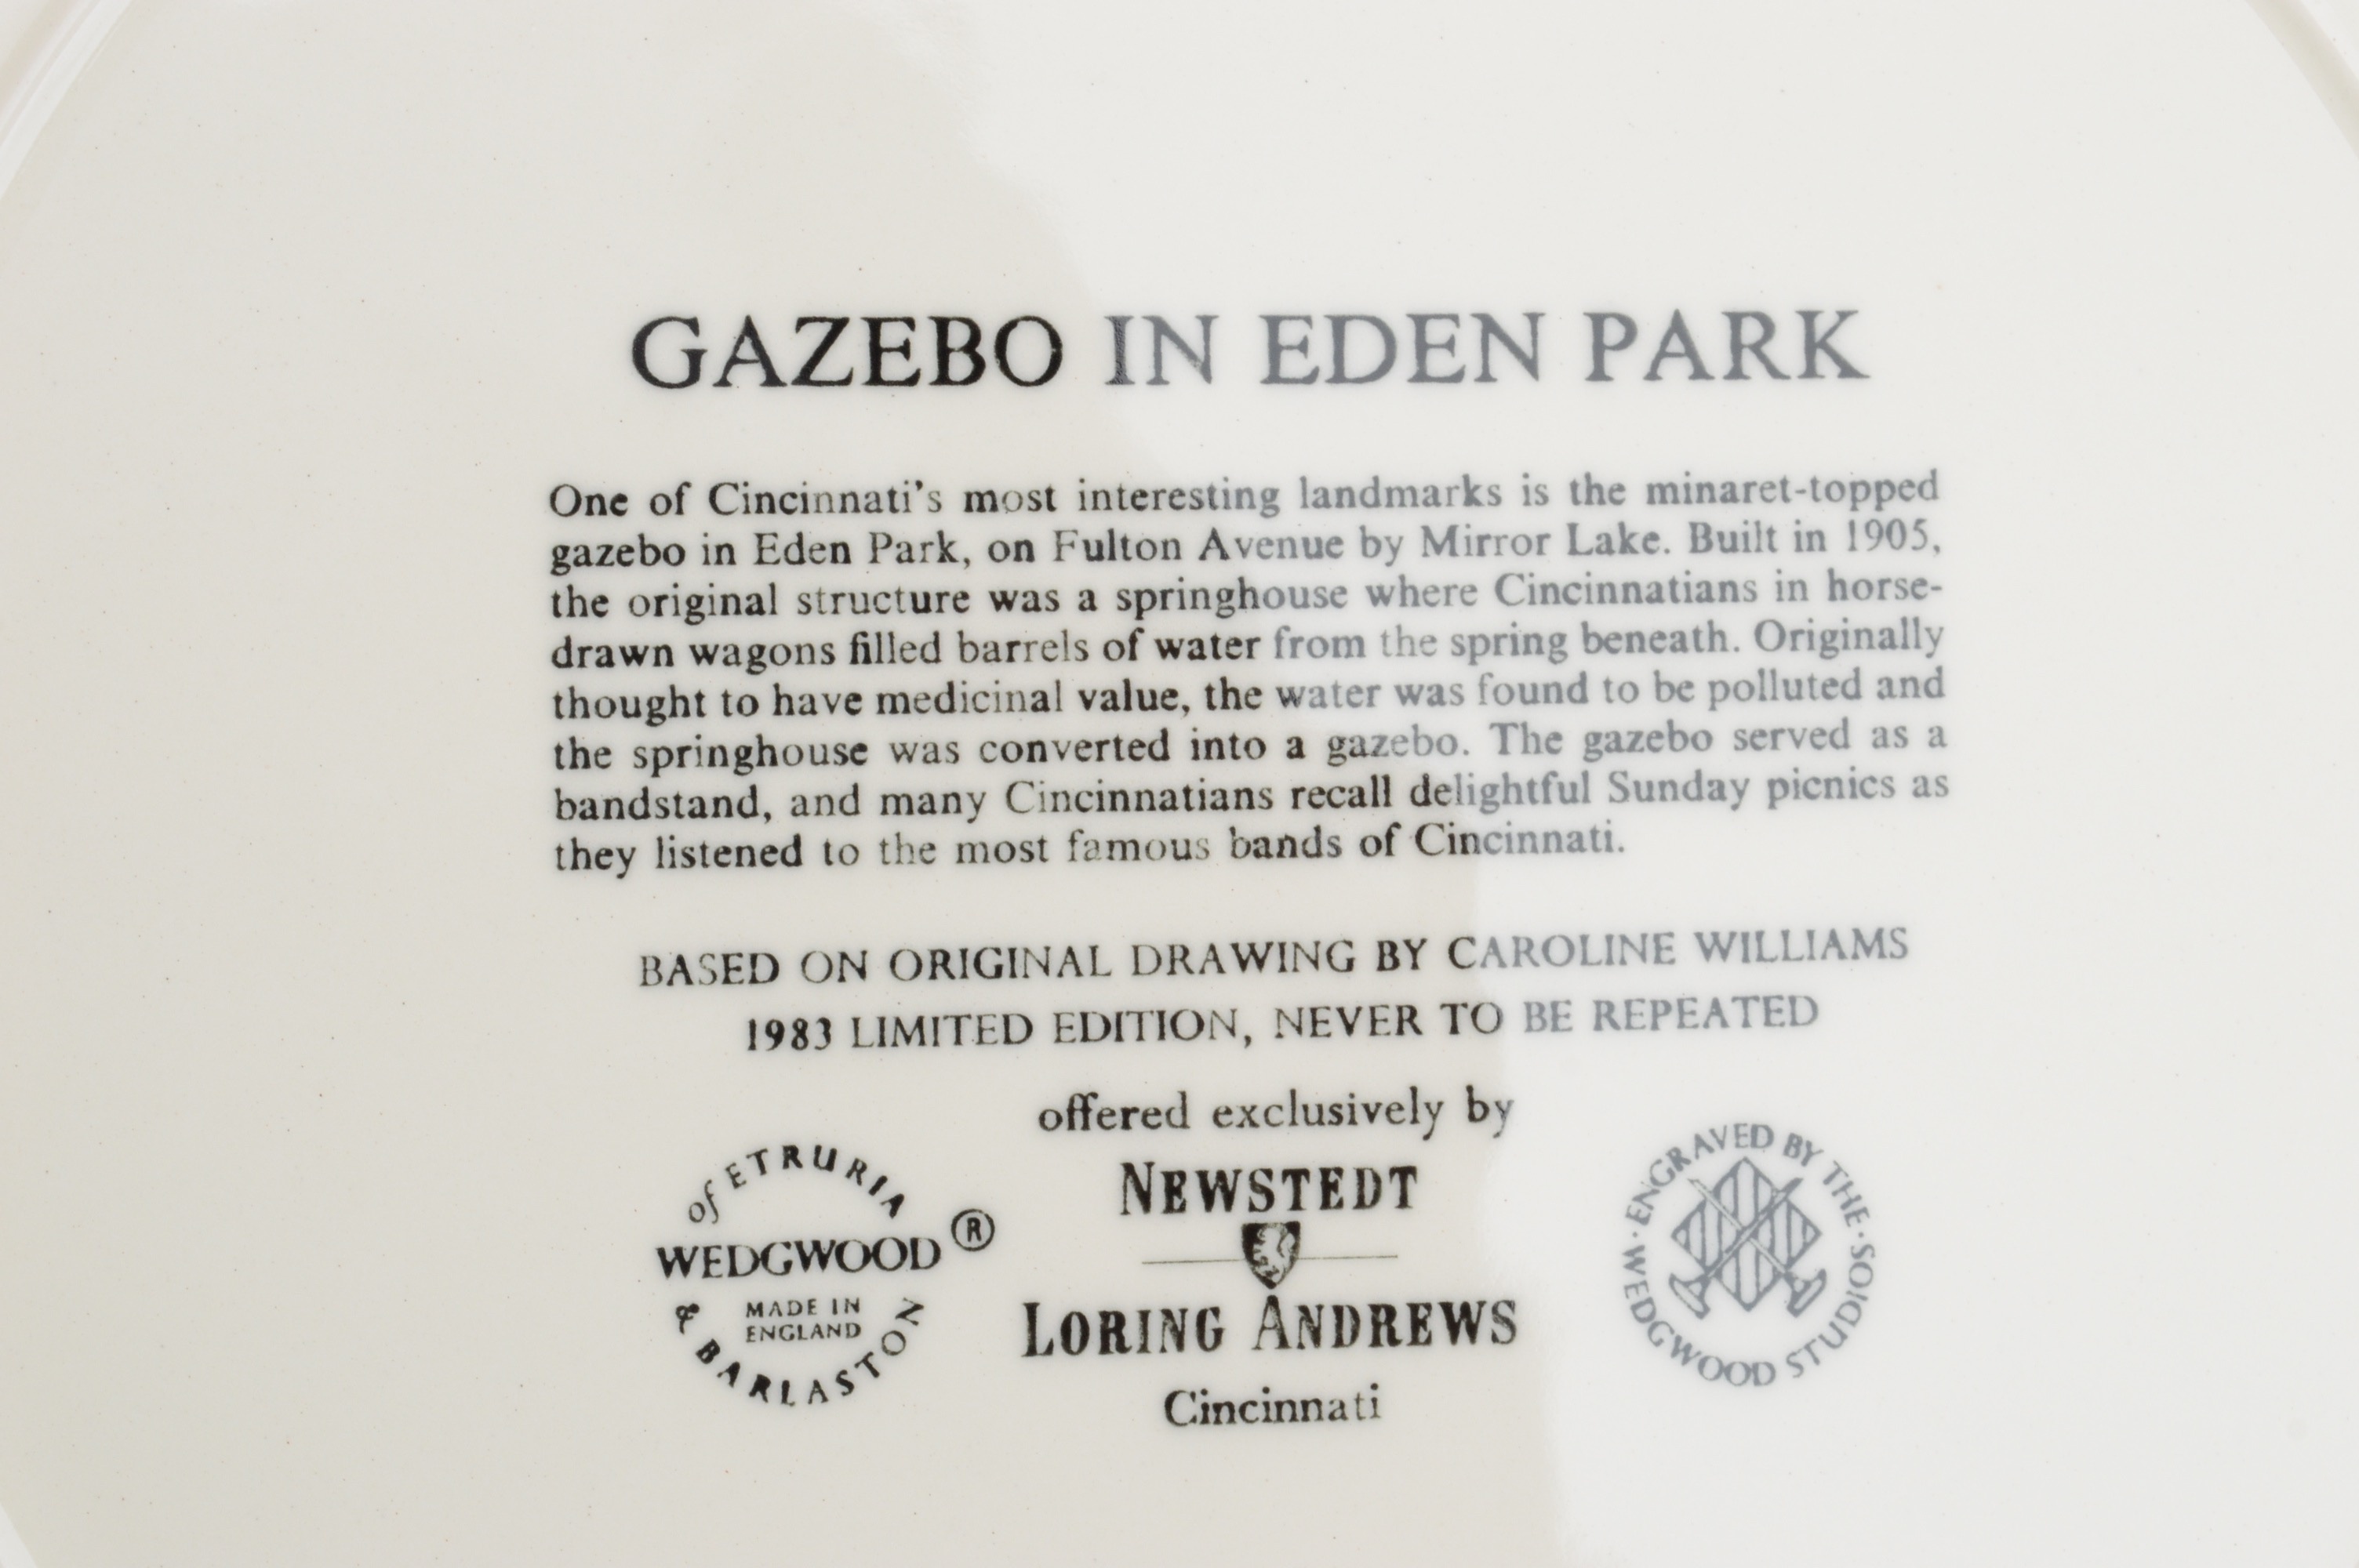 GAZEBO IN EDEN PARK
One of Cincinnati's most interesting landmarks is the minaret-topped
gazebo in Eden Park, on Fulton Avenue by Mirror Lake. Built in 1905,
the original structure was a springhouse where Cincinnatians in horse-
drawn wagons filled barrels of water from the spring beneath. Originally
thought to have medicinal value, the water was found to be polluted and
the springhouse was converted into a gazebo. The gazebo served as a
bandstand, and many Cincinnatians recall delightful Sunday picnics as
they listened to the most famous bands of Cincinnati.
BASED ON ORIGINAL DRAWING BY CAROLINE WILLIAMS
1983 LIMITED EDITION, NEVER TO BE REPEATED
offered exclusively by
of ETRURIA
WEDGWOOD ®
MADE IN
ENGLAND
& BARLASTON
NEWSTEDT
LORING ANDREWS
Cincinnati
ENGRAVED BY THE·
SOIDUTS DOOWGDEW·